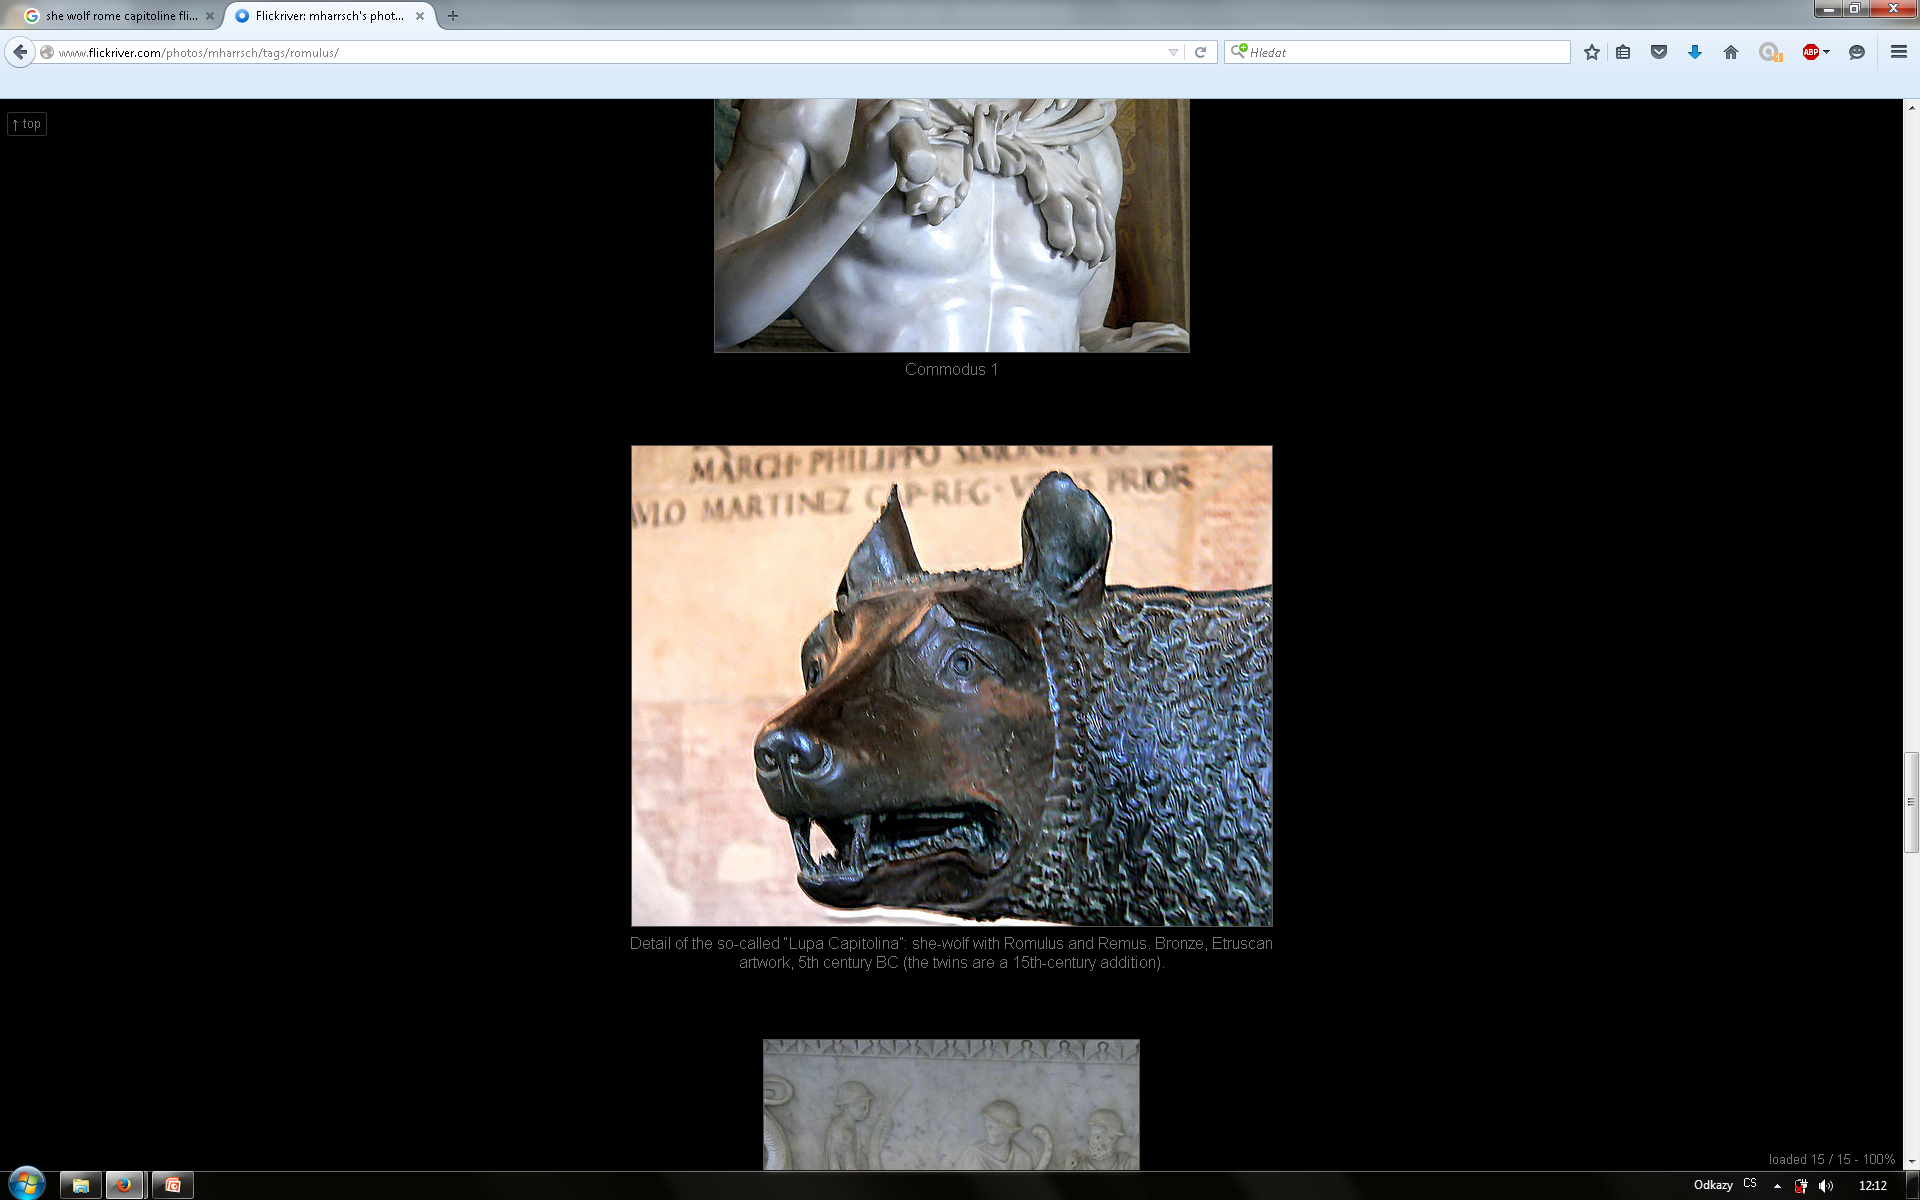 she wolf rome capitoline fli...
Flickriver: mharrsch's phot...
www.flickriver.com/photos/mharrsch/tags/romulus/
Hledat
ABP
↑ top
Commodus 1
MARCH· PHILIPPO SIMONETTO
MARTINEZ CAP·REG· PRIOR
Detail of the so-called "Lupa Capitolina": she-wolf with Romulus and Remus. Bronze, Etruscan
artwork, 5th century BC (the twins are a 15th-century addition).
loaded 15 / 15 - 100%
Odkazy
CS
12:12